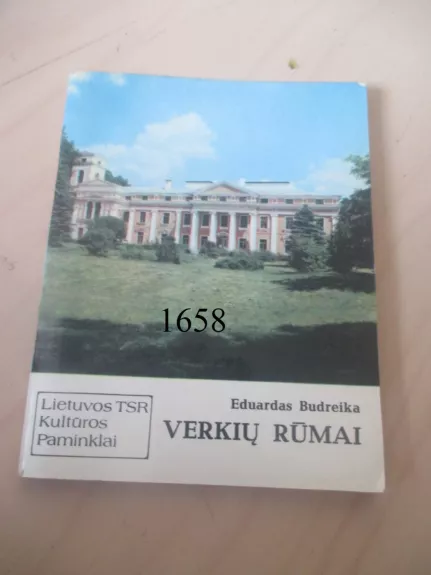 1658
Lietuvos TSR
Kultūros
Paminklai
Eduardas Budreika
VERKIŲ RŪMAI